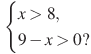 x > 8,
9 − x > 0?